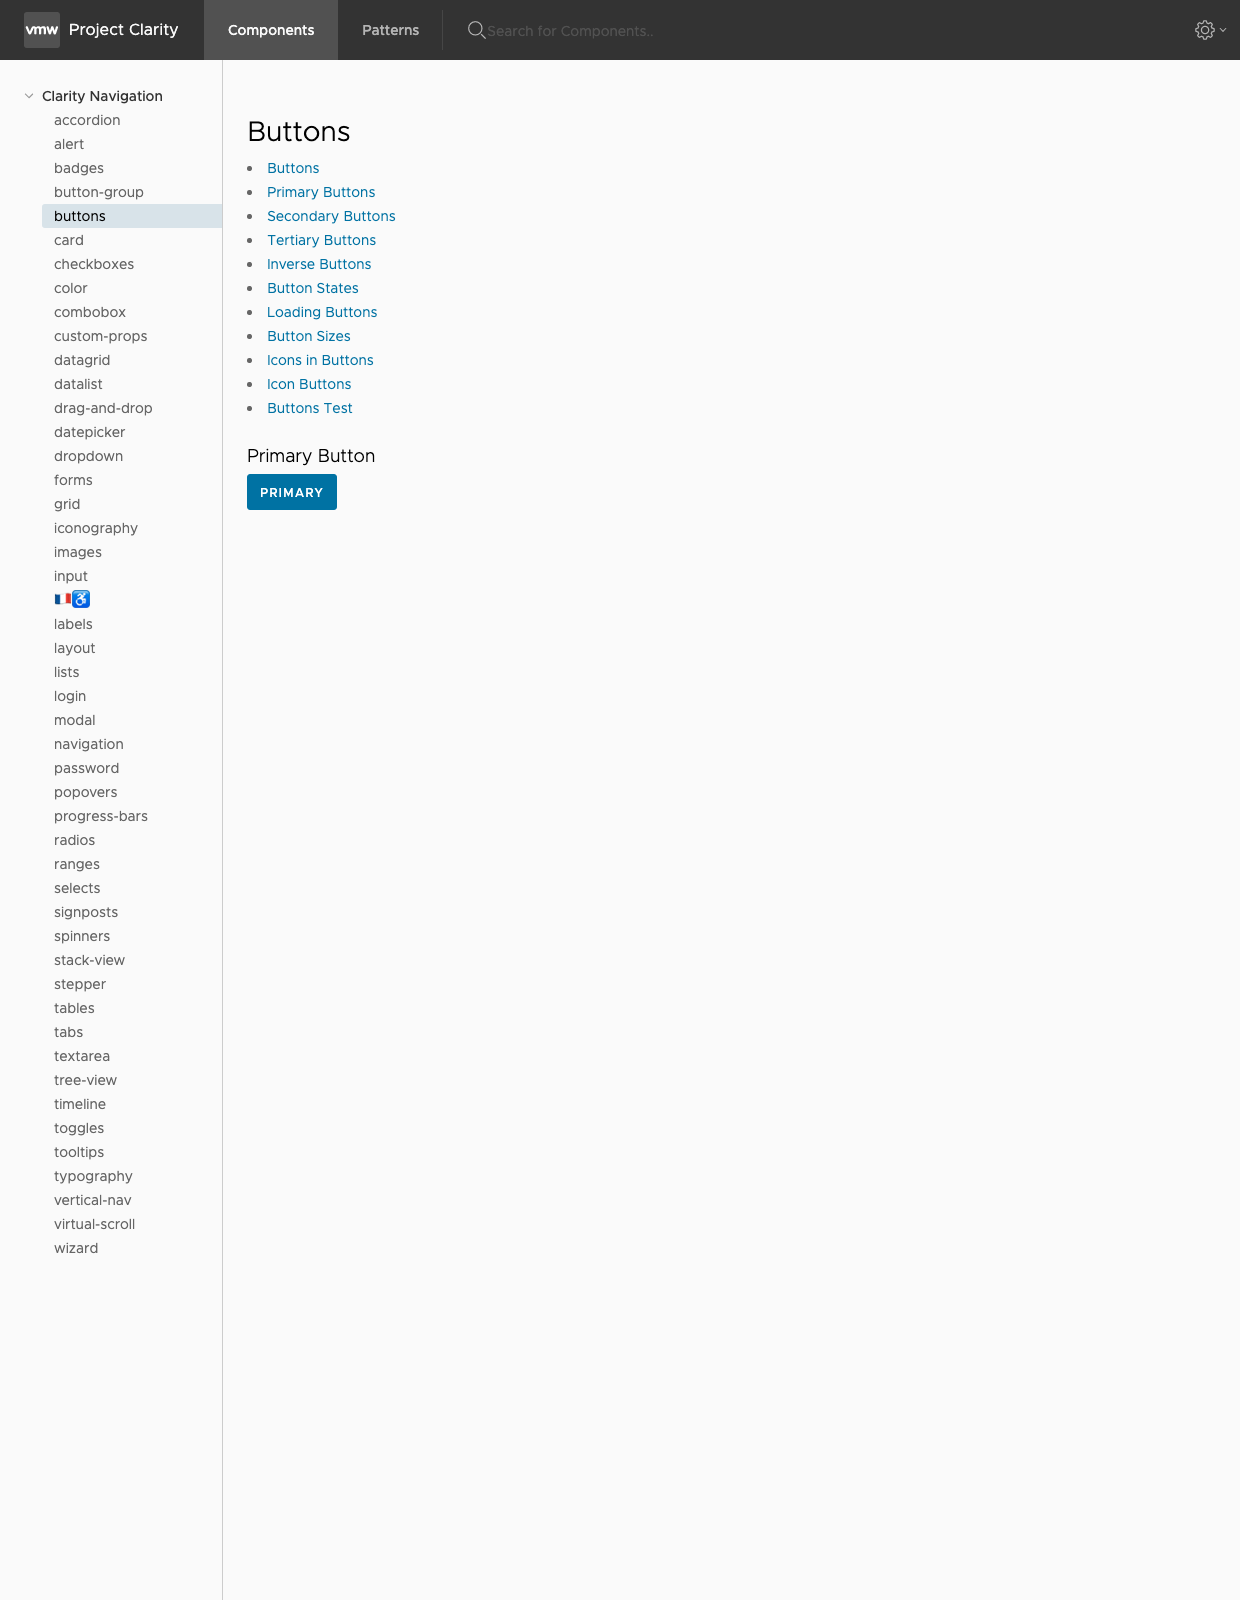 vmw Project Clarity Components Patterns Search for Components..
Clarity Navigation
accordion
alert
badges
button-group
buttons
card
checkboxes
color
combobox
custom-props
datagrid
datalist
drag-and-drop
datepicker
dropdown
forms
grid
iconography
images
input
🇫🇷♿
labels
layout
lists
login
modal
navigation
password
popovers
progress-bars
radios
ranges
selects
signposts
spinners
stack-view
stepper
tables
tabs
textarea
tree-view
timeline
toggles
tooltips
typography
vertical-nav
virtual-scroll
wizard
Buttons
Buttons
Primary Buttons
Secondary Buttons
Tertiary Buttons
Inverse Buttons
Button States
Loading Buttons
Button Sizes
Icons in Buttons
Icon Buttons
Buttons Test
Primary Button
PRIMARY